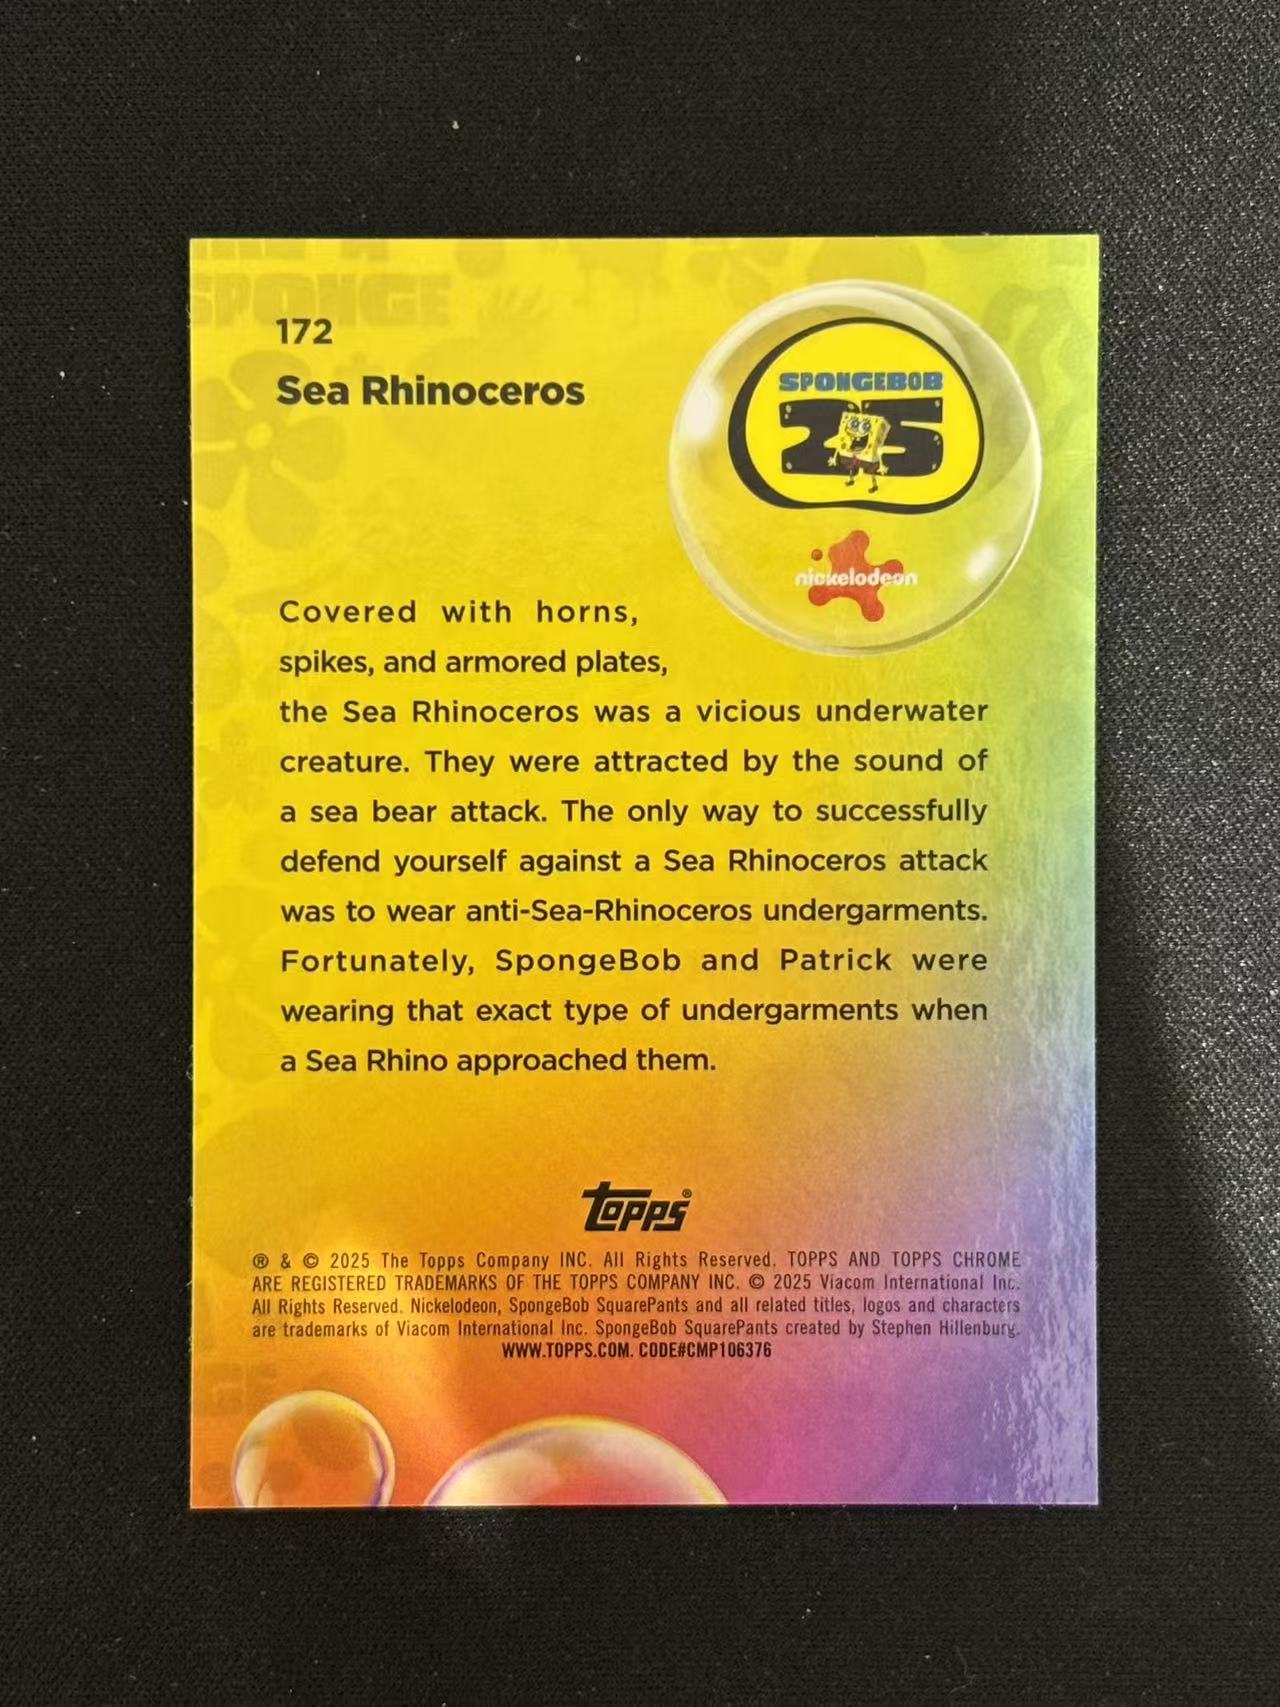 SPONGE
172
Sea Rhinoceros
SPONGEBOB
25
nickelodeon
Covered with horns,
spikes, and armored plates,
the Sea Rhinoceros was a vicious underwater
creature. They were attracted by the sound of
a sea bear attack. The only way to successfully
defend yourself against a Sea Rhinoceros attack
was to wear anti-Sea-Rhinoceros undergarments.
Fortunately, SpongeBob and Patrick were
wearing that exact type of undergarments when
a Sea Rhino approached them.
TOPPS®
® & © 2025 The Topps Company INC. All Rights Reserved. TOPPS AND TOPPS CHROME
ARE REGISTERED TRADEMARKS OF THE TOPPS COMPANY INC. © 2025 Viacom International Inc.
All Rights Reserved. Nickelodeon, SpongeBob SquarePants and all related titles, logos and characters
are trademarks of Viacom International Inc. SpongeBob SquarePants created by Stephen Hillenburg.
WWW.TOPPS.COM. CODE#CMP106376